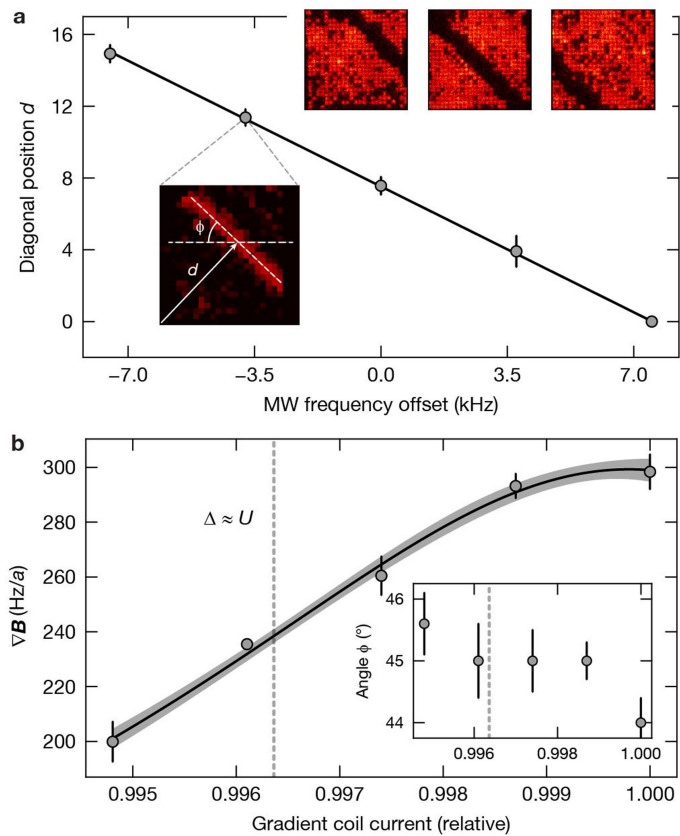 a
16
12
8
4
0
Diagonal position d
ϕ
d
−7.0 −3.5 0.0 3.5 7.0
MW frequency offset (kHz)
b
300
280
260
240
220
200
∇B (Hz/a)
Δ ≈ U
46
45
44
Angle ϕ (°)
0.996 0.998 1.000
0.995 0.996 0.997 0.998 0.999 1.000
Gradient coil current (relative)